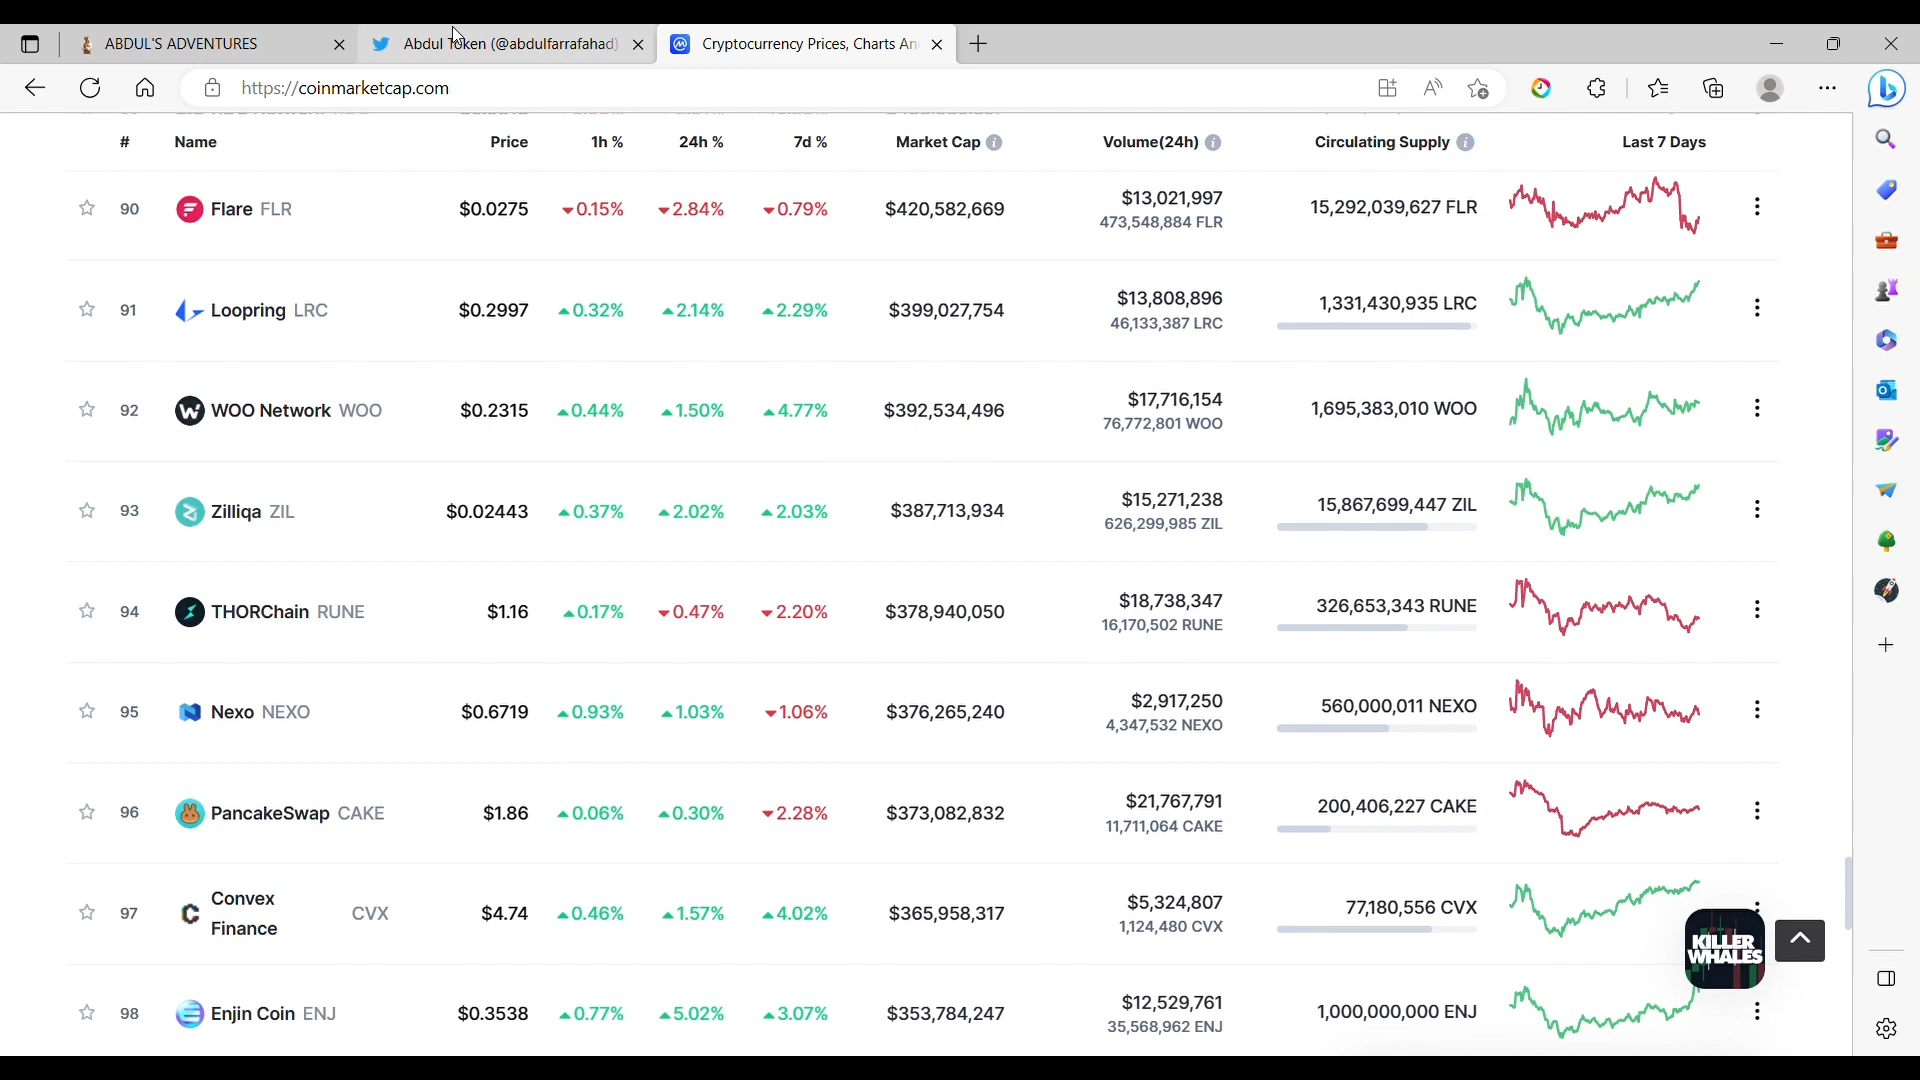 ABDUL'S ADVENTURES
Abdul Token (@abdulfarrafahad)
Cryptocurrency Prices, Charts An
https://coinmarketcap.com
# Name Price 1h % 24h % 7d % Market Cap Volume(24h) Circulating Supply Last 7 Days
90 Flare FLR $0.0275 0.15% 2.84% 0.79% $420,582,669 $13,021,997 15,292,039,627 FLR
473,548,884 FLR
91 Loopring LRC $0.2997 0.32% 2.14% 2.29% $399,027,754 $13,808,896 1,331,430,935 LRC
46,133,387 LRC
92 WOO Network WOO $0.2315 0.44% 1.50% 4.77% $392,534,496 $17,716,154 1,695,383,010 WOO
76,772,801 WOO
93 Zilliqa ZIL $0.02443 0.37% 2.02% 2.03% $387,713,934 $15,271,238 15,867,699,447 ZIL
626,299,985 ZIL
94 THORChain RUNE $1.16 0.17% 0.47% 2.20% $378,940,050 $18,738,347 326,653,343 RUNE
16,170,502 RUNE
95 Nexo NEXO $0.6719 0.93% 1.03% 1.06% $376,265,240 $2,917,250 560,000,011 NEXO
4,347,532 NEXO
96 PancakeSwap CAKE $1.86 0.06% 0.30% 2.28% $373,082,832 $21,767,791 200,406,227 CAKE
11,711,064 CAKE
97 Convex Finance CVX $4.74 0.46% 1.57% 4.02% $365,958,317 $5,324,807 77,180,556 CVX
1,124,480 CVX
KILLER
WHALES
98 Enjin Coin ENJ $0.3538 0.77% 5.02% 3.07% $353,784,247 $12,529,761 1,000,000,000 ENJ
35,568,962 ENJ